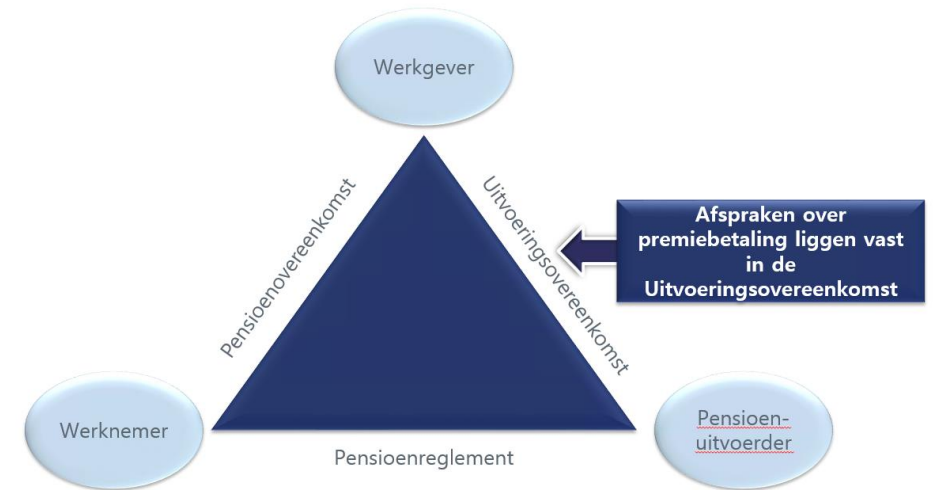 Werkgever
Pensioenovereenkomst
Uitvoeringsovereenkomst
Afspraken over
premiebetaling liggen vast
in de
Uitvoeringsovereenkomst
Werknemer
Pensioen-
uitvoerder
Pensioenreglement